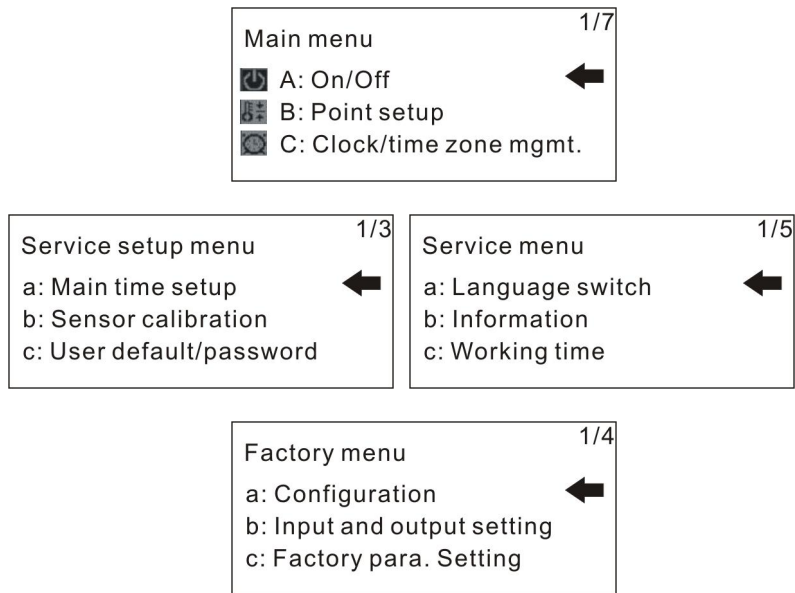 1/7
Main menu
A: On/Off
B: Point setup
C: Clock/time zone mgmt.
1/3
Service setup menu
a: Main time setup
b: Sensor calibration
c: User default/password
1/5
Service menu
a: Language switch
b: Information
c: Working time
1/4
Factory menu
a: Configuration
b: Input and output setting
c: Factory para. Setting